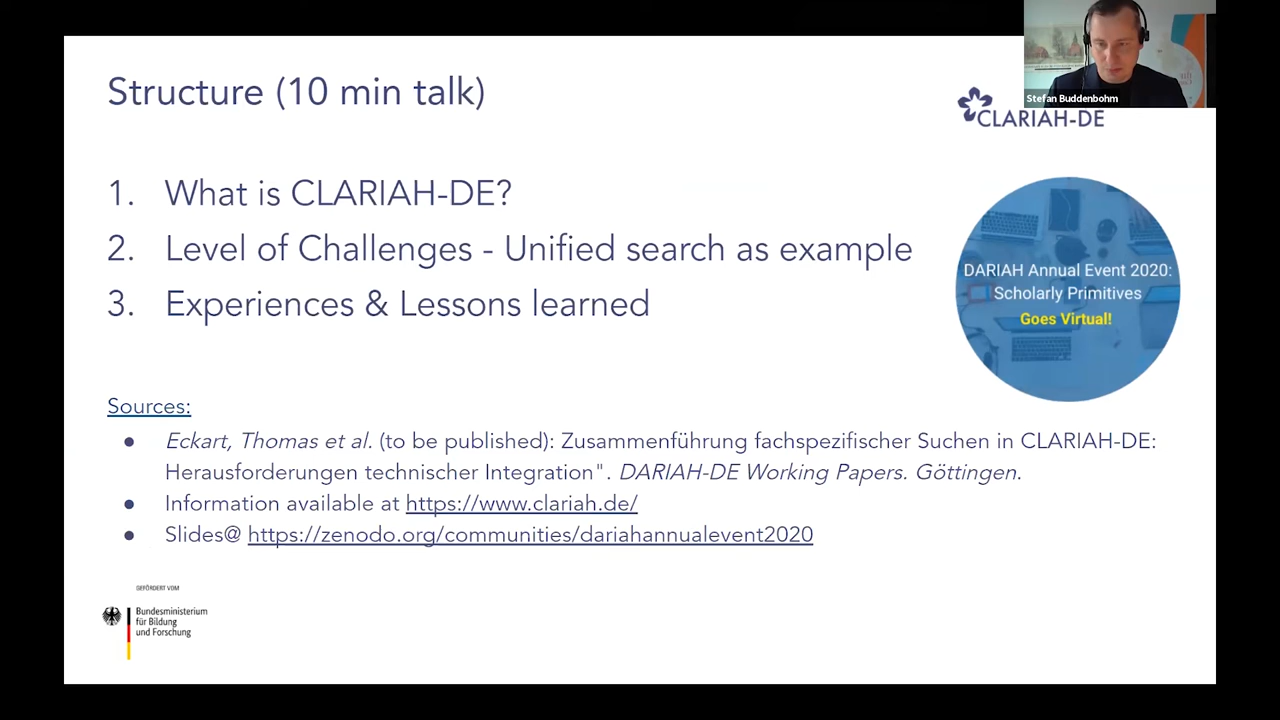 Structure (10 min talk)
Stefan Buddenbohm
CLARIAH-DE
1. What is CLARIAH-DE?
2. Level of Challenges - Unified search as example
3. Experiences & Lessons learned
DARIAH Annual Event 2020:
Scholarly Primitives
Goes Virtual!
Sources:
● Eckart, Thomas et al. (to be published): Zusammenführung fachspezifischer Suchen in CLARIAH-DE:
Herausforderungen technischer Integration". DARIAH-DE Working Papers. Göttingen.
● Information available at https://www.clariah.de/
● Slides@ https://zenodo.org/communities/dariahannualevent2020
GEFÖRDERT VOM
Bundesministerium
für Bildung
und Forschung